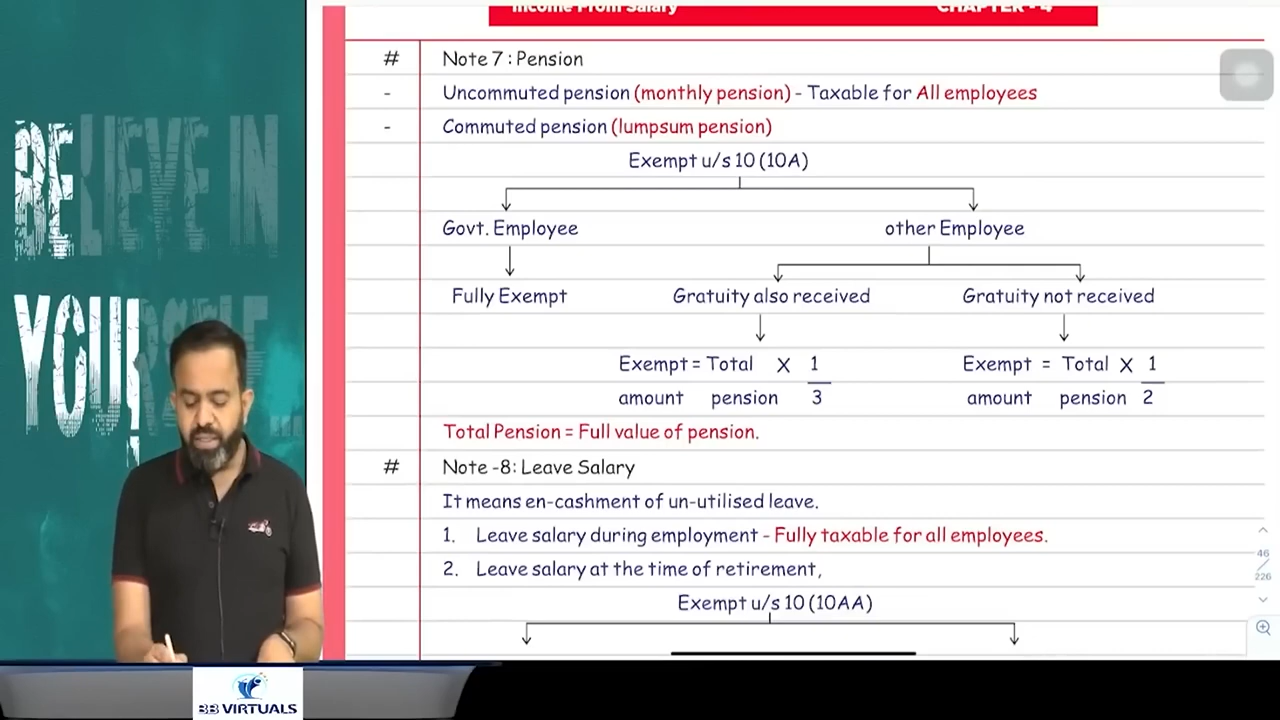 BELIEVE IN
YOURSELF...
Income From Salary CHAPTER - 4
# Note 7 : Pension
- Uncommuted pension (monthly pension) - Taxable for All employees
- Commuted pension (lumpsum pension)
Exempt u/s 10 (10A)
Govt. Employee other Employee
Fully Exempt Gratuity also received Gratuity not received
Exempt = Total X 1 Exempt = Total X 1
amount pension 3 amount pension 2
Total Pension = Full value of pension.
# Note -8: Leave Salary
It means en-cashment of un-utilised leave.
1. Leave salary during employment - Fully taxable for all employees.
2. Leave salary at the time of retirement,
Exempt u/s 10 (10AA)
46
/
226
BB VIRTUALS